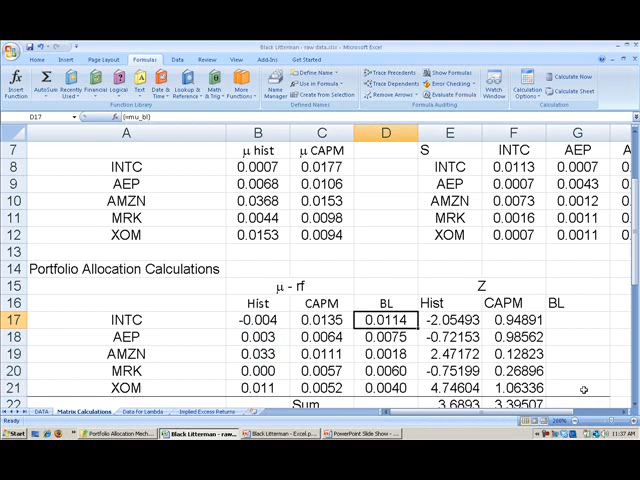 Black Litterman - raw data.xlsx - Microsoft Excel
Home Insert Page Layout Formulas Data Review View Add-Ins Get Started
Insert Function AutoSum Recently Used Financial Logical Text Date & Time Lookup & Reference Math & Trig More Functions Name Manager Define Name Use in Formula Create from Selection Trace Precedents Trace Dependents Remove Arrows Show Formulas Error Checking Evaluate Formula Watch Window Calculation Options Calculate Now Calculate Sheet
Function Library Defined Names Formula Auditing Calculation
D17 fx {=mu_bl}
A B C D E F G
7 μ hist μ CAPM S INTC AEP A
8 INTC 0.0007 0.0177 INTC 0.0113 0.0007 0.0
9 AEP 0.0068 0.0106 AEP 0.0007 0.0043 0.0
10 AMZN 0.0368 0.0153 AMZN 0.0073 0.0012 0.0
11 MRK 0.0044 0.0098 MRK 0.0016 0.0011 0.0
12 XOM 0.0153 0.0094 XOM 0.0007 0.0011 0.0
13
14 Portfolio Allocation Calculations
15 μ - rf Z
16 Hist CAPM BL Hist CAPM BL
17 INTC -0.004 0.0135 0.0114 -2.05493 0.94891
18 AEP 0.003 0.0064 0.0075 -0.72153 0.98562
19 AMZN 0.033 0.0111 0.0018 2.47172 0.12823
20 MRK 0.000 0.0057 0.0060 -0.75199 0.26896
21 XOM 0.011 0.0052 0.0040 4.74604 1.06336
22 Sum 3.6893 3.39507
DATA Matrix Calculations Data for Lambda Implied Excess Returns
Ready 200%
Start Portfolio Allocation Mech... Black Litterman - raw... Black Litterman - Excel.p... PowerPoint Slide Show -... 11:37 AM